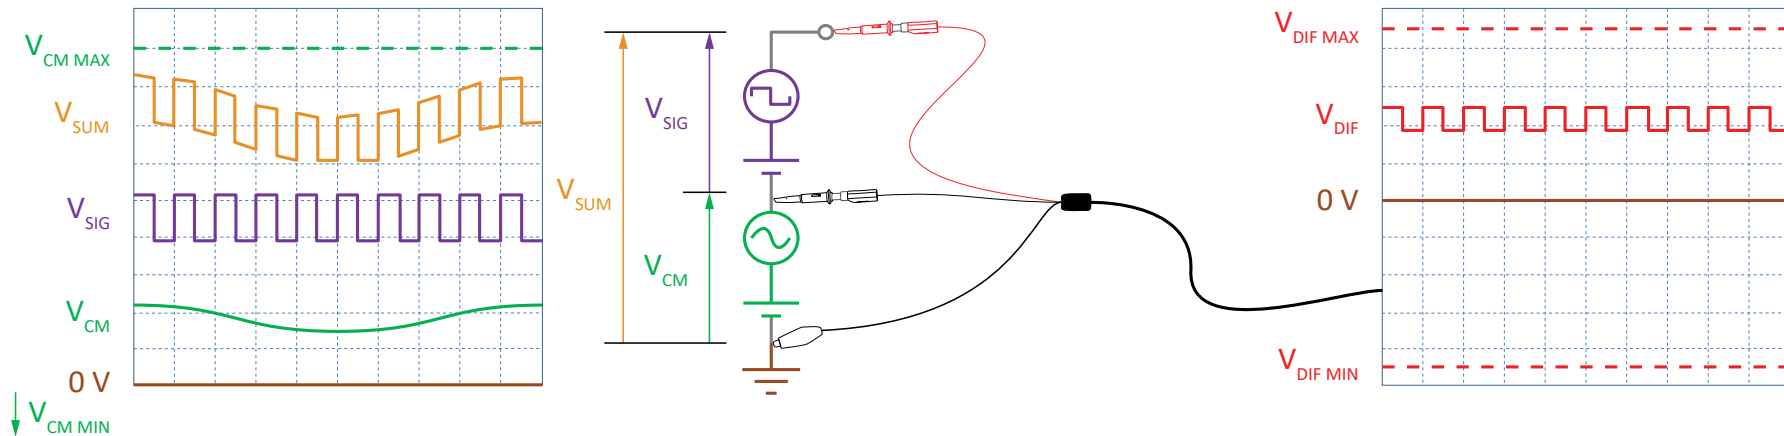 V CM MAX
V SUM
V SIG
V CM
0 V
V CM MIN
V SUM
V SIG
V CM
V DIF MAX
V DIF
0 V
V DIF MIN